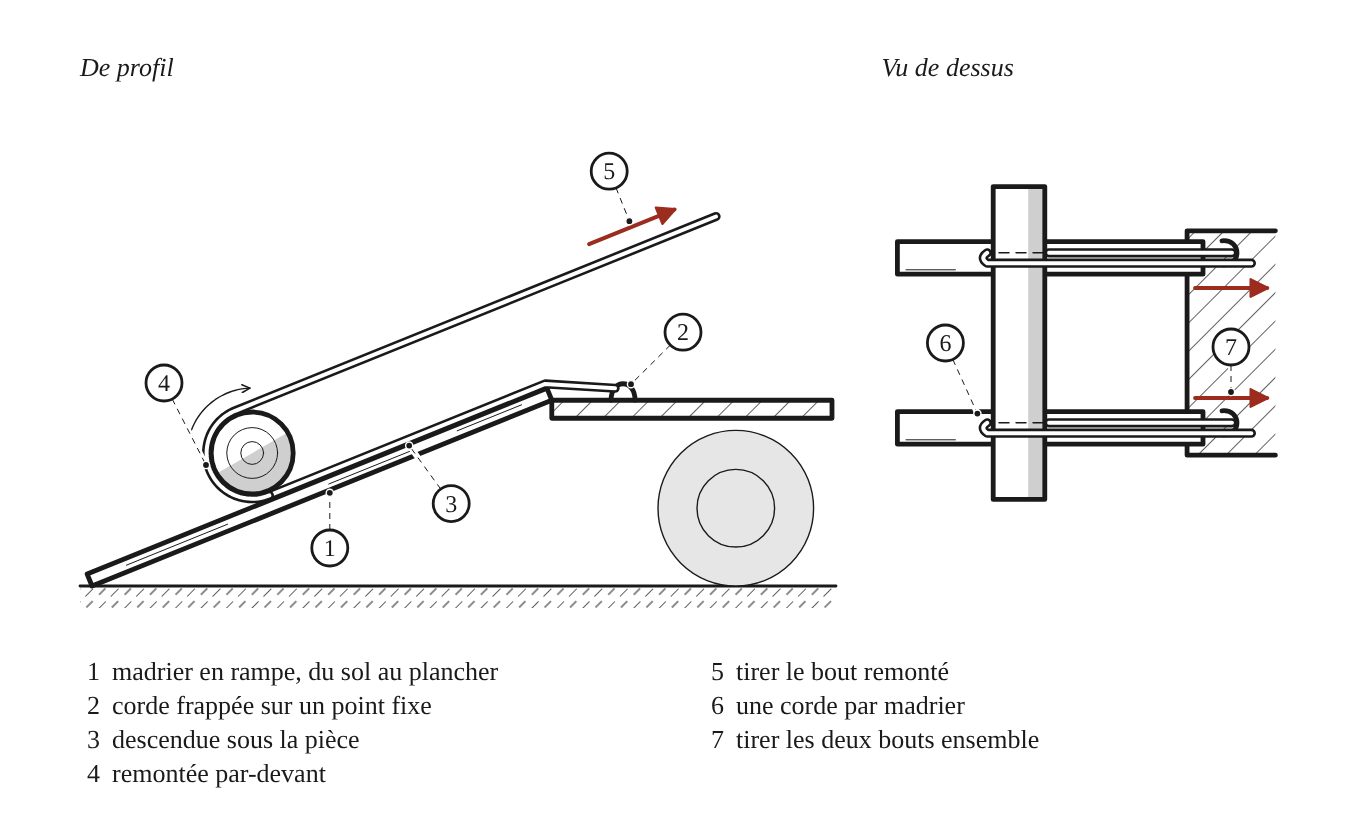 De profil
Vu de dessus
5
2
4
3
1
6
7
1 madrier en rampe, du sol au plancher
2 corde frappée sur un point fixe
3 descendue sous la pièce
4 remontée par-devant
5 tirer le bout remonté
6 une corde par madrier
7 tirer les deux bouts ensemble